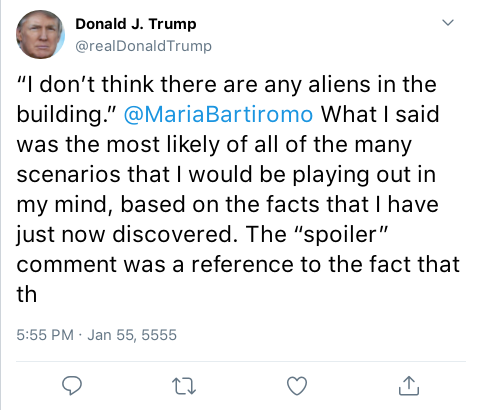 Donald J. Trump
@realDonaldTrump
“I don’t think there are any aliens in the
building.” @MariaBartiromo What I said
was the most likely of all of the many
scenarios that I would be playing out in
my mind, based on the facts that I have
just now discovered. The “spoiler”
comment was a reference to the fact that
th
5:55 PM · Jan 55, 5555